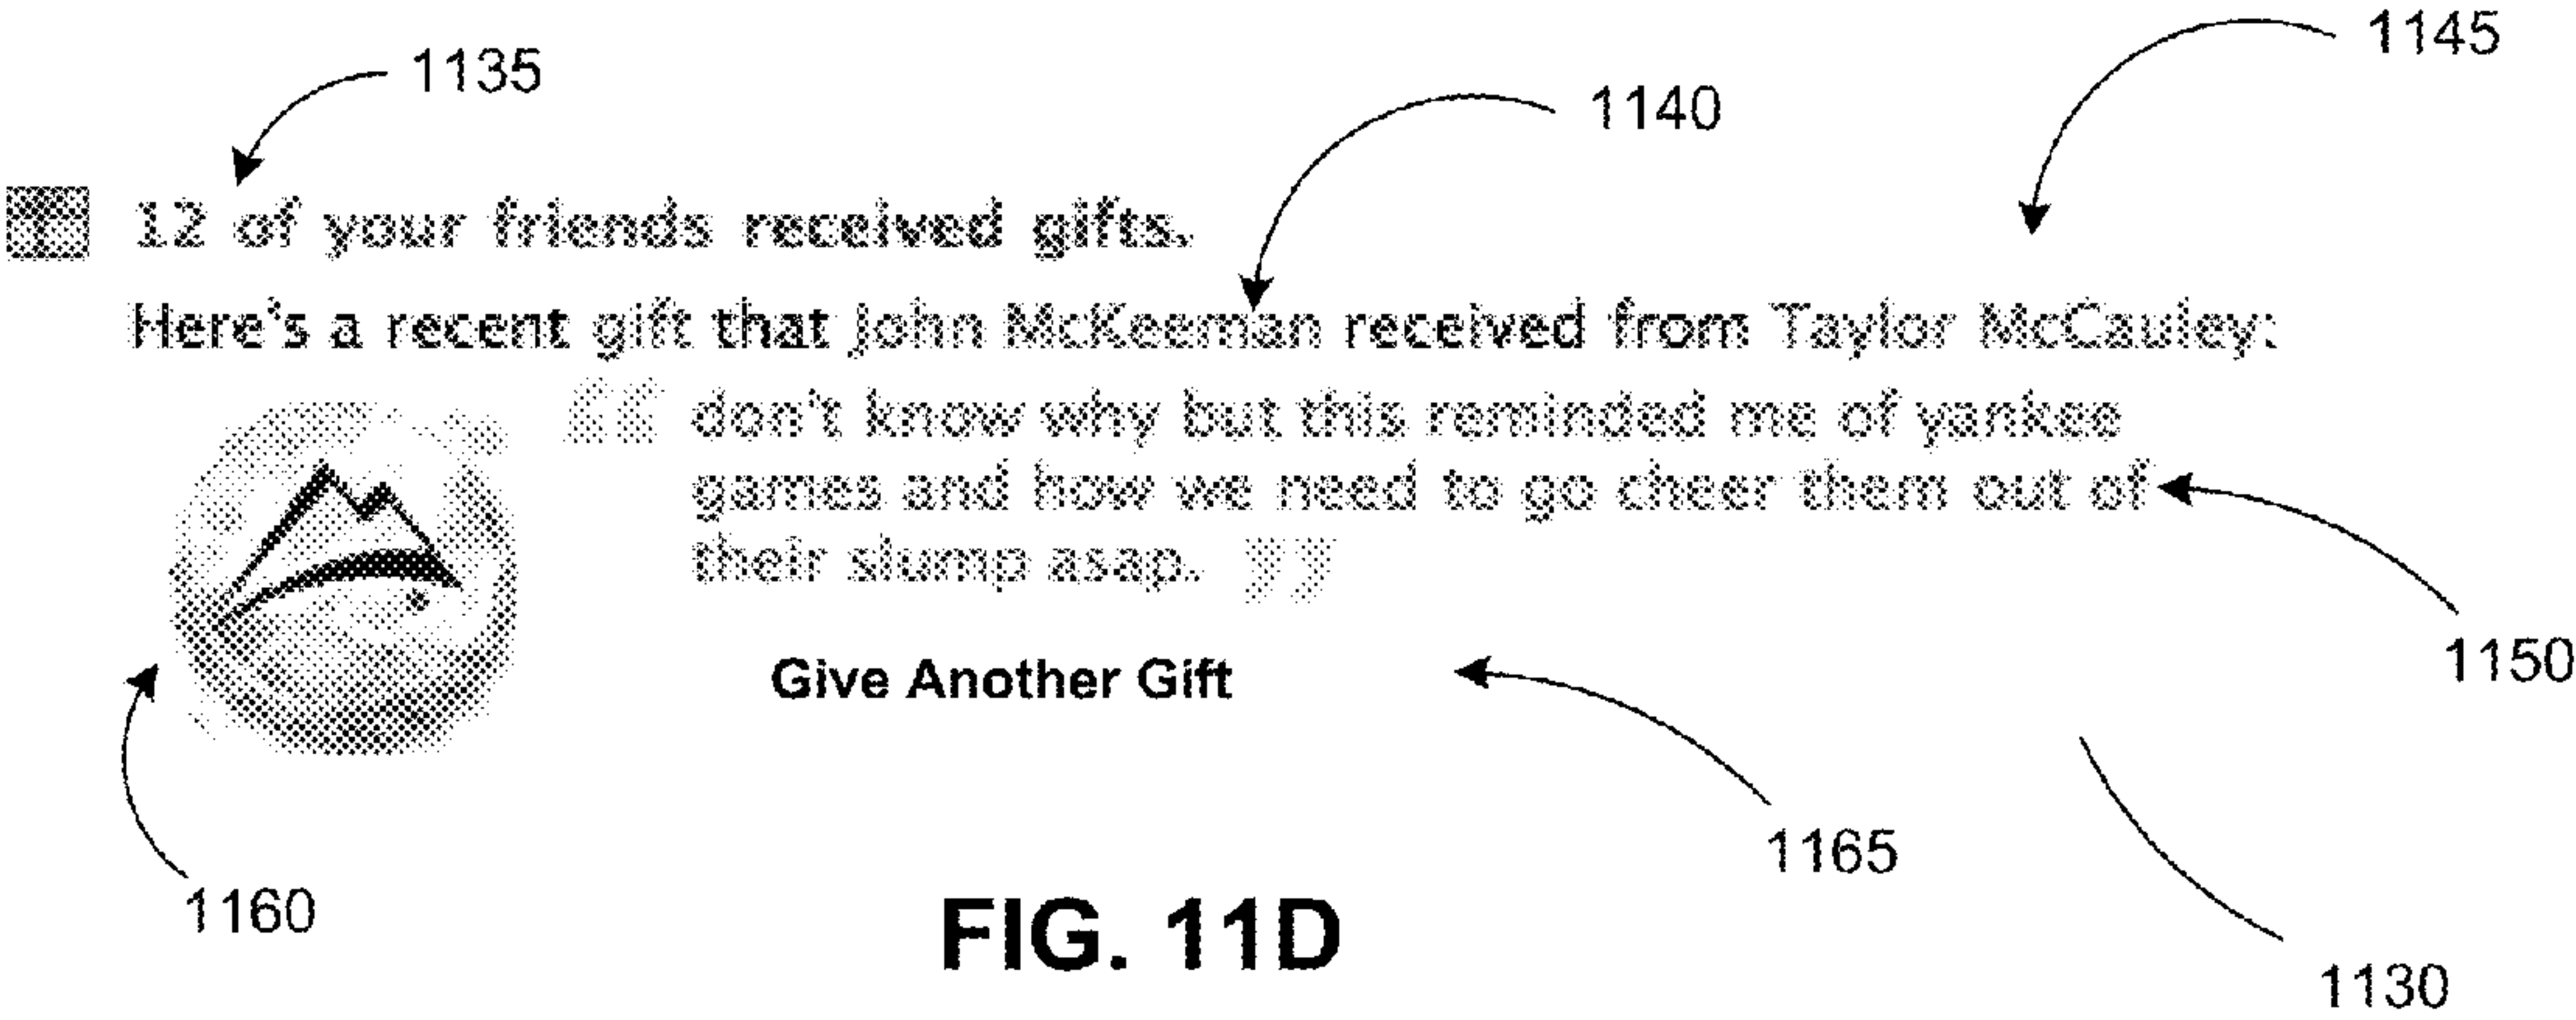 1145
1135
1140
12 of your friends received gifts.
Here's a recent gift that John McKeeman received from Taylor McCauley:
“ don't know why but this reminded me of yankee
games and how we need to go cheer them out of
their slump asap. ”
1150
Give Another Gift
1165
1160
FIG. 11D
1130